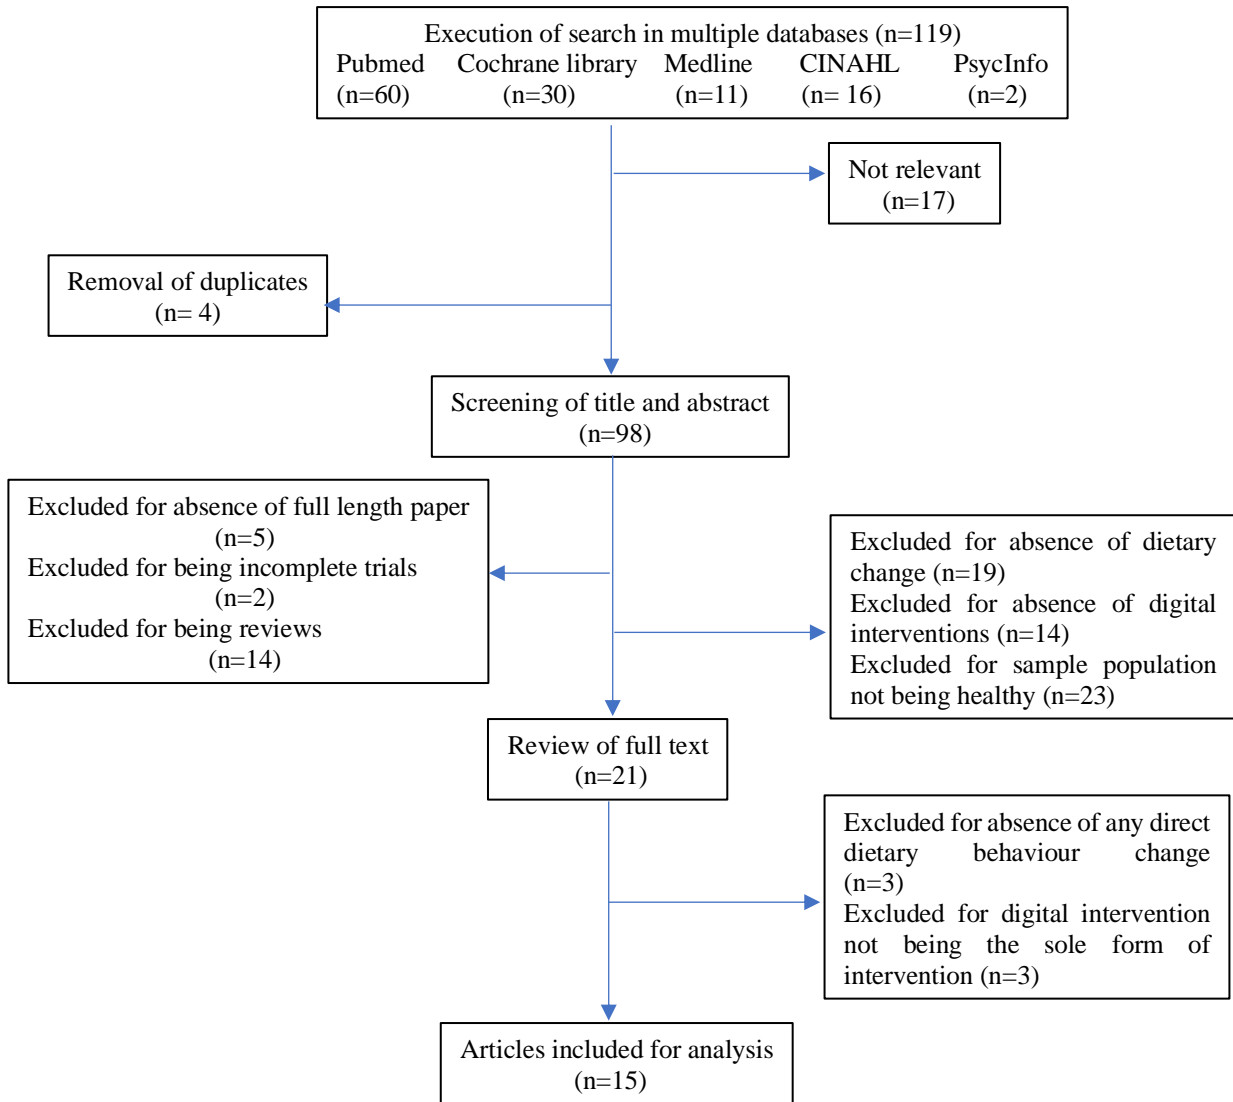 Execution of search in multiple databases (n=119)
Pubmed Cochrane library Medline CINAHL PsycInfo
(n=60) (n=30) (n=11) (n= 16) (n=2)
Not relevant
(n=17)
Removal of duplicates
(n= 4)
Screening of title and abstract
(n=98)
Excluded for absence of full length paper
(n=5)
Excluded for being incomplete trials
(n=2)
Excluded for being reviews
(n=14)
Excluded for absence of dietary
change (n=19)
Excluded for absence of digital
interventions (n=14)
Excluded for sample population
not being healthy (n=23)
Review of full text
(n=21)
Excluded for absence of any direct
dietary behaviour change
(n=3)
Excluded for digital intervention
not being the sole form of
intervention (n=3)
Articles included for analysis
(n=15)